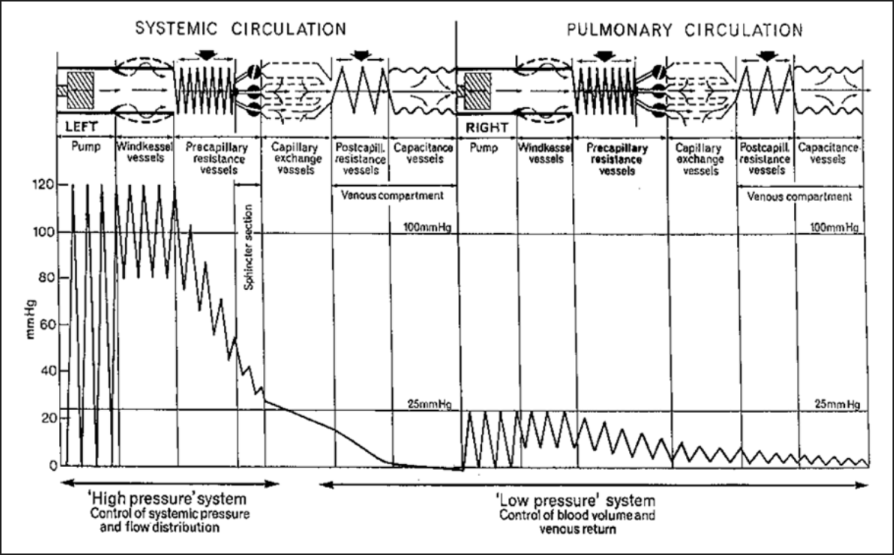 SYSTEMIC CIRCULATION
PULMONARY CIRCULATION
LEFT
RIGHT
Pump
Windkessel
vessels
Precapillary
resistance
vessels
Capillary
exchange
vessels
Postcapill.
resistance
vessels
Capacitance
vessels
Pump
Windkessel
vessels
Precapillary
resistance
vessels
Capillary
exchange
vessels
Postcapill.
resistance
vessels
Capacitance
vessels
Venous compartment
Venous compartment
Sphincter section
mmHg
120
100
80
60
40
20
0
100mmHg
100mmHg
25mmHg
25mmHg
'High pressure' system
Control of systemic pressure
and flow distribution
'Low pressure' system
Control of blood volume and
venous return